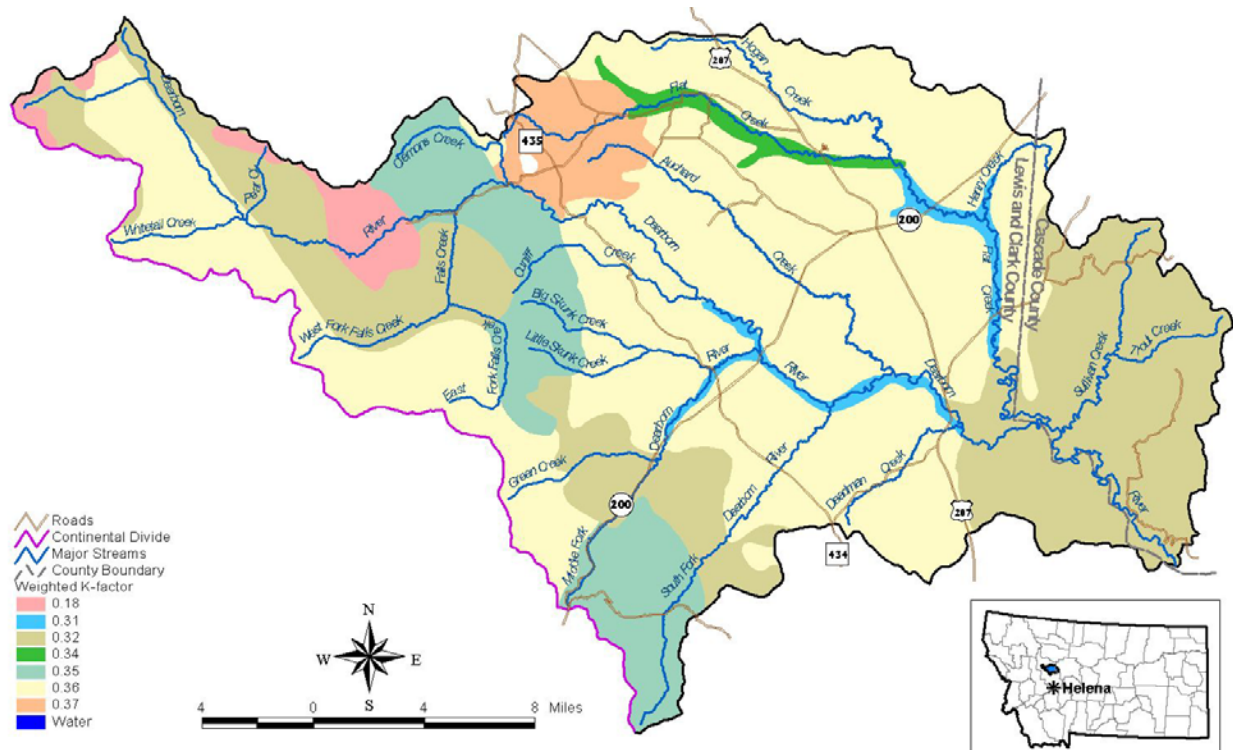 Hogan
Creek
287
Dearborn
Flat
Creek
435
Clemons Creek
Auchard
Creek
Henry Creek
Lewis and Clark County
Cascade County
200
Whitetail Creek
River
Falls Creek
Dearborn
Cuniff
Creek
Big Skunk Creek
Little Skunk Creek
Flat
Creek
West Fork Falls Creek
East
Fork Falls Cre
River
River
Dearborn
Sullivan Creek
Trout Creek
Dearborn
Green Creek
River
Dearborn
Deadman
Creek
200
287
434
River
Middle Fork
South Fork
Roads
Continental Divide
Major Streams
County Boundary
Weighted K-factor
0.18
0.31
0.32
0.34
0.35
0.36
0.37
Water
N
W E
S
4 0 4 8 Miles
Helena